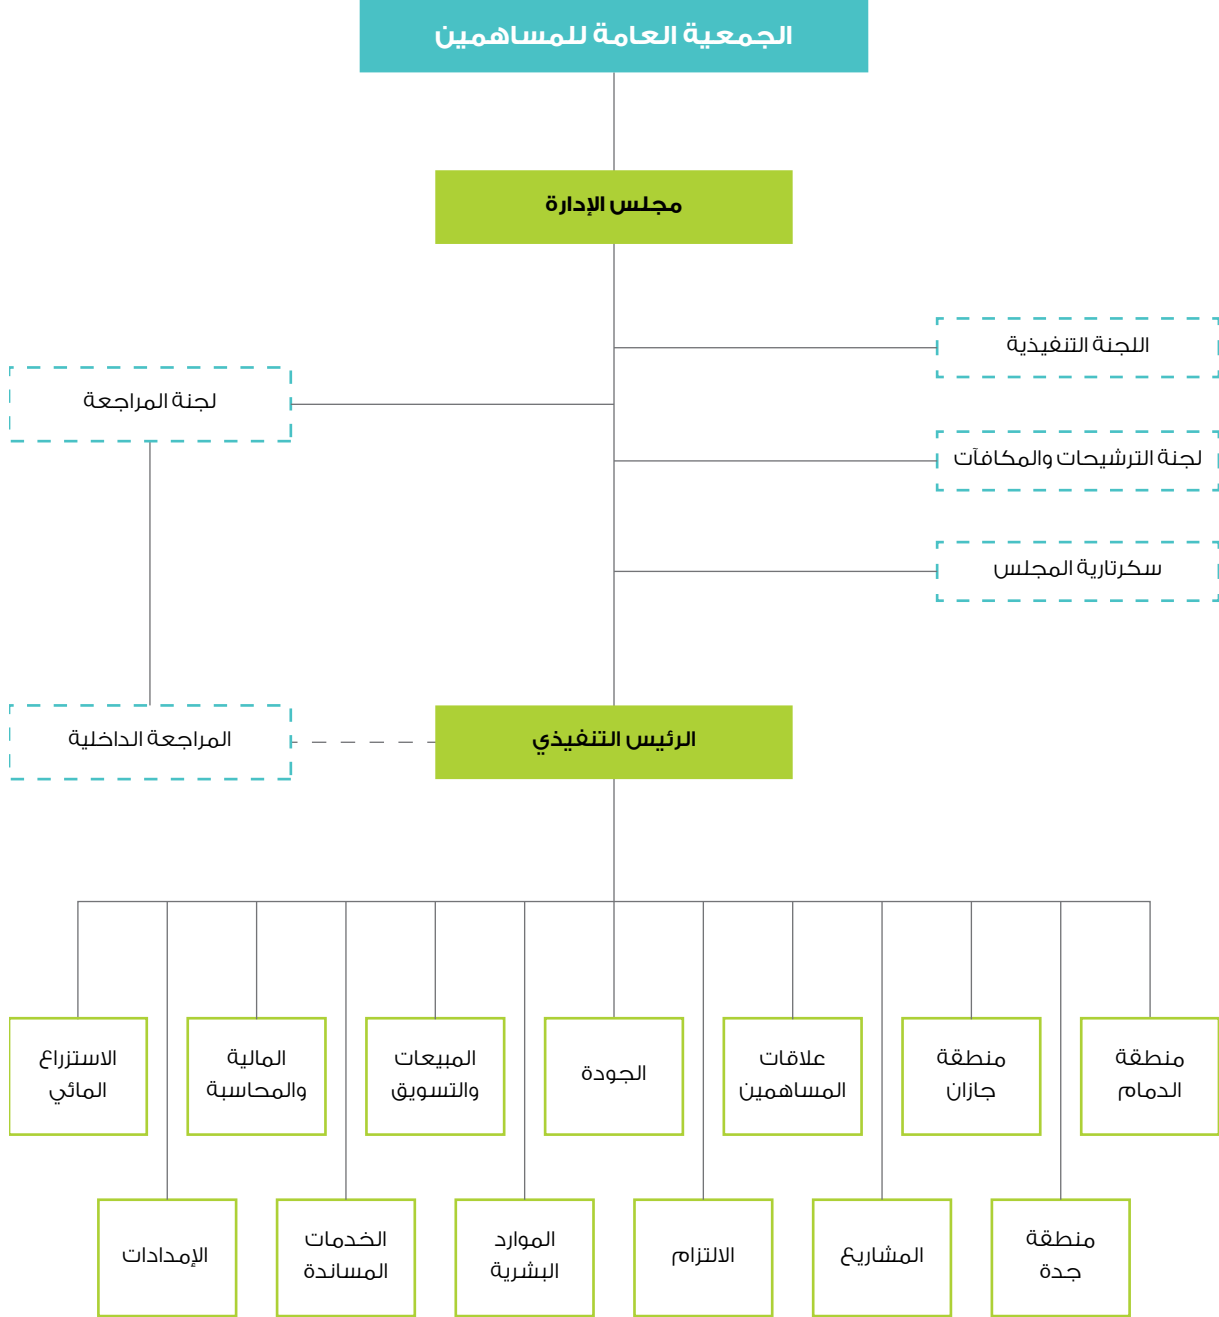 الجمعية العامة للمساهمين
مجلس الإدارة
اللجنة التنفيذية
لجنة المراجعة
لجنة الترشيحات والمكافآت
سكرتارية المجلس
الرئيس التنفيذي
المراجعة الداخلية
منطقة
الدمام
منطقة
جازان
علاقات
المساهمين
الجودة
المبيعات
والتسويق
المالية
والمحاسبة
الاستزراع
المائي
منطقة
جدة
المشاريع
الالتزام
الموارد
البشرية
الخدمات
المساندة
الإمدادات